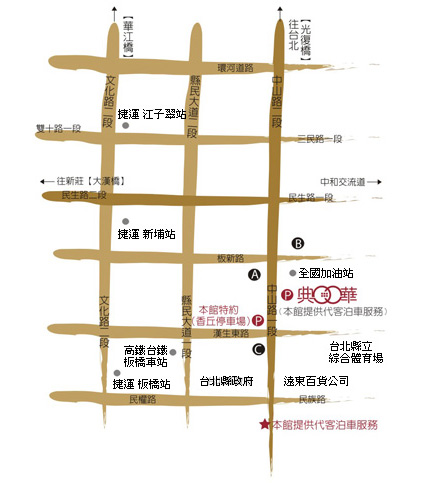 【華江橋】
【光復橋】
往台北
環河道路
文化路二段
縣民大道二段
中山路二段
捷運 江子翠站
雙十路一段
三民路一段
往新莊【大漢橋】
中和交流道
民生路二段
民生路一段
捷運 新埔站
B
板新路
A
全國加油站
P 典華
(本館提供代客泊車服務)
文化路一段
縣民大道一段
中山路一段
本館特約
(香丘停車場) P
漢生東路
C
台北縣立
綜合體育場
高鐵台鐵
板橋車站
捷運 板橋站
台北縣政府
遠東百貨公司
民權路
民族路
★本館提供代客泊車服務